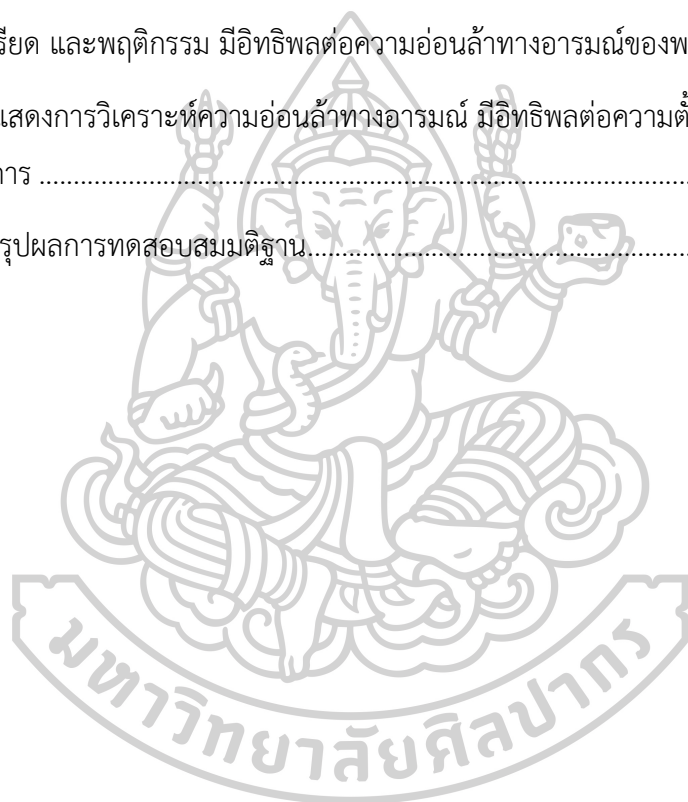 รียด และพฤติกรรม มีอิทธิพลต่อความอ่อนล้าทางอารมณ์ของพ
แสดงการวิเคราะห์ความอ่อนล้าทางอารมณ์ มีอิทธิพลต่อความตั้
การ ....................................................................................................
รุปผลการทดสอบสมมติฐาน............................................................
มหาวิทยาลัยศิลปากร